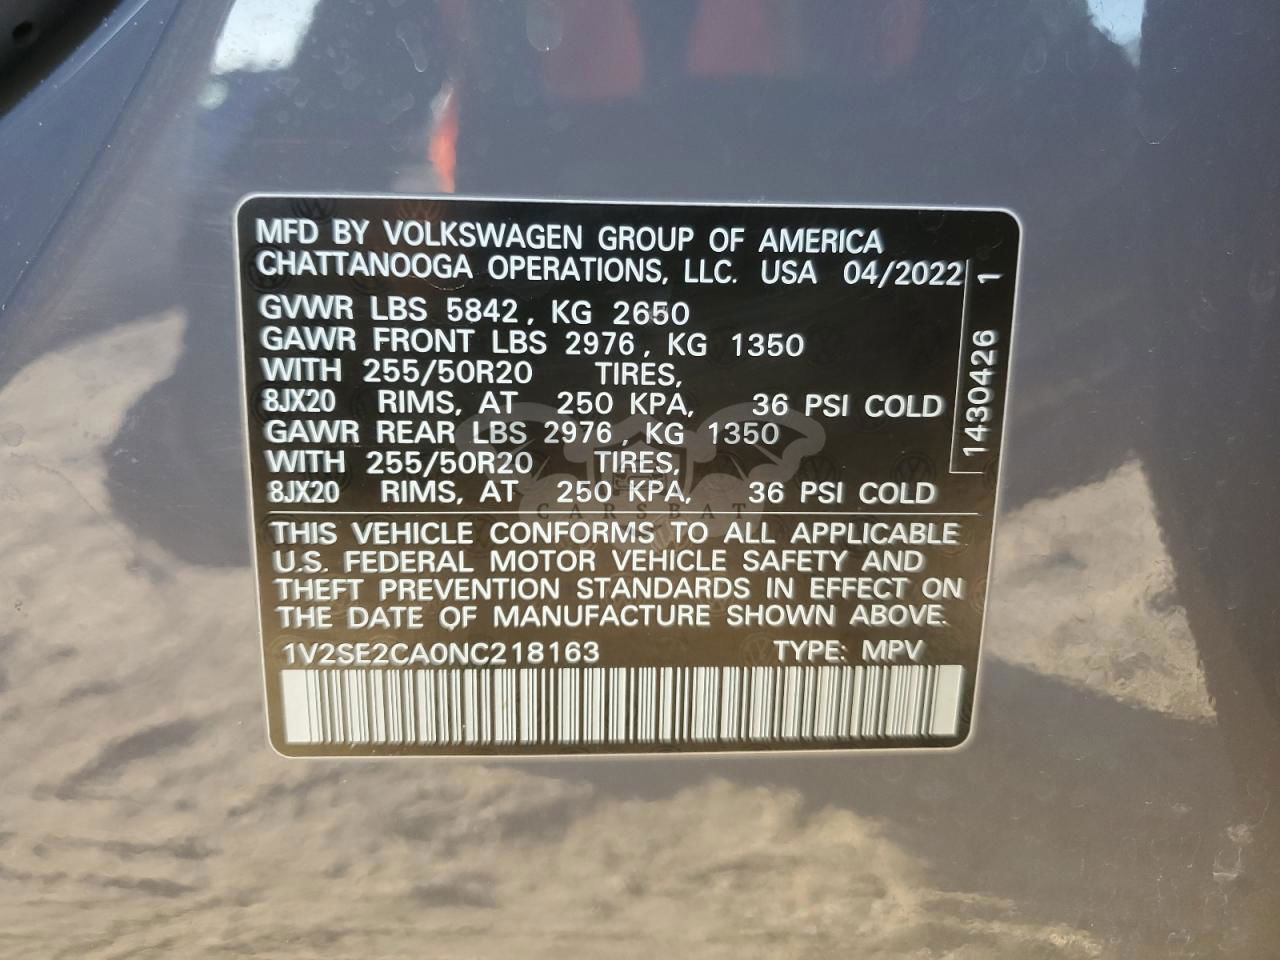 MFD BY VOLKSWAGEN GROUP OF AMERICA
CHATTANOOGA OPERATIONS, LLC. USA 04/2022
GVWR LBS 5842, KG 2650
GAWR FRONT LBS 2976, KG 1350
WITH 255/50R20 TIRES,
8JX20 RIMS, AT 250 KPA, 36 PSI COLD
GAWR REAR LBS 2976, KG 1350
WITH 255/50R20 TIRES,
8JX20 RIMS, AT 250 KPA, 36 PSI COLD
1430426 1
CARSBAT
THIS VEHICLE CONFORMS TO ALL APPLICABLE
U.S. FEDERAL MOTOR VEHICLE SAFETY AND
THEFT PREVENTION STANDARDS IN EFFECT ON
THE DATE OF MANUFACTURE SHOWN ABOVE.
1V2SE2CA0NC218163 TYPE: MPV